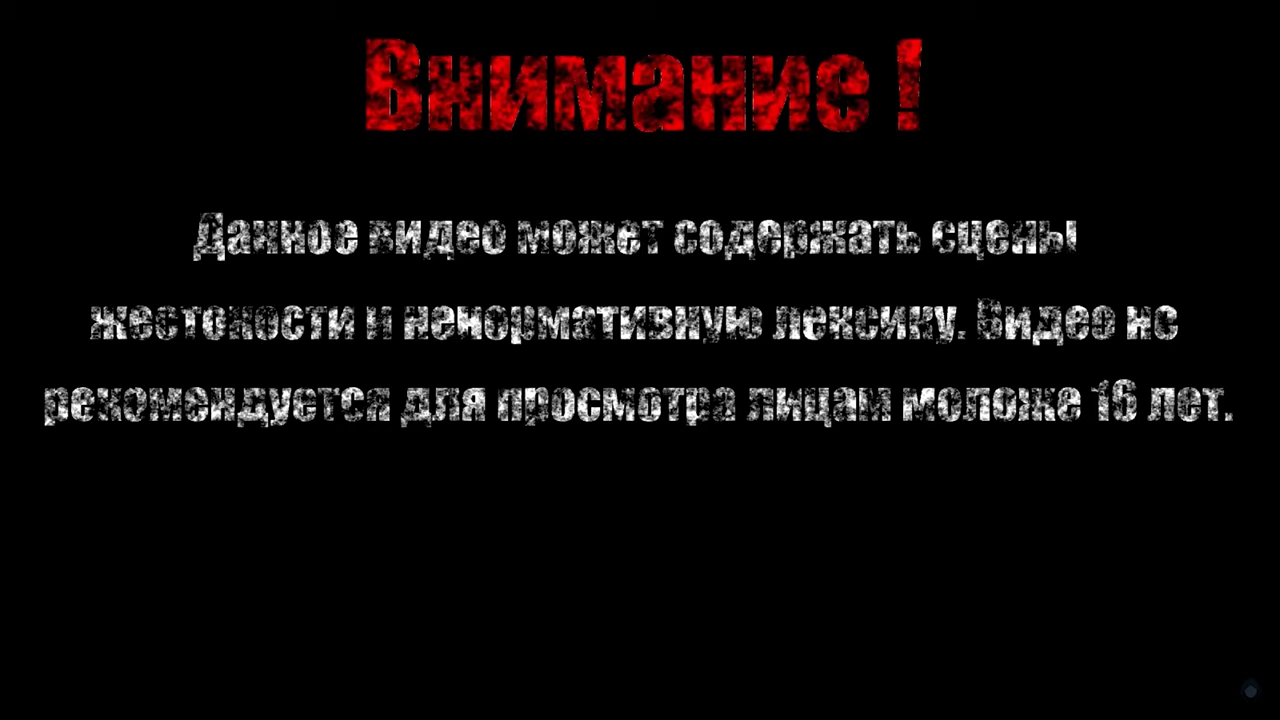 Внимание !
Данное видео может содержать сцены
жестокости и ненормативную лексику. Видео не
рекомендуется для просмотра лицам моложе 16 лет.